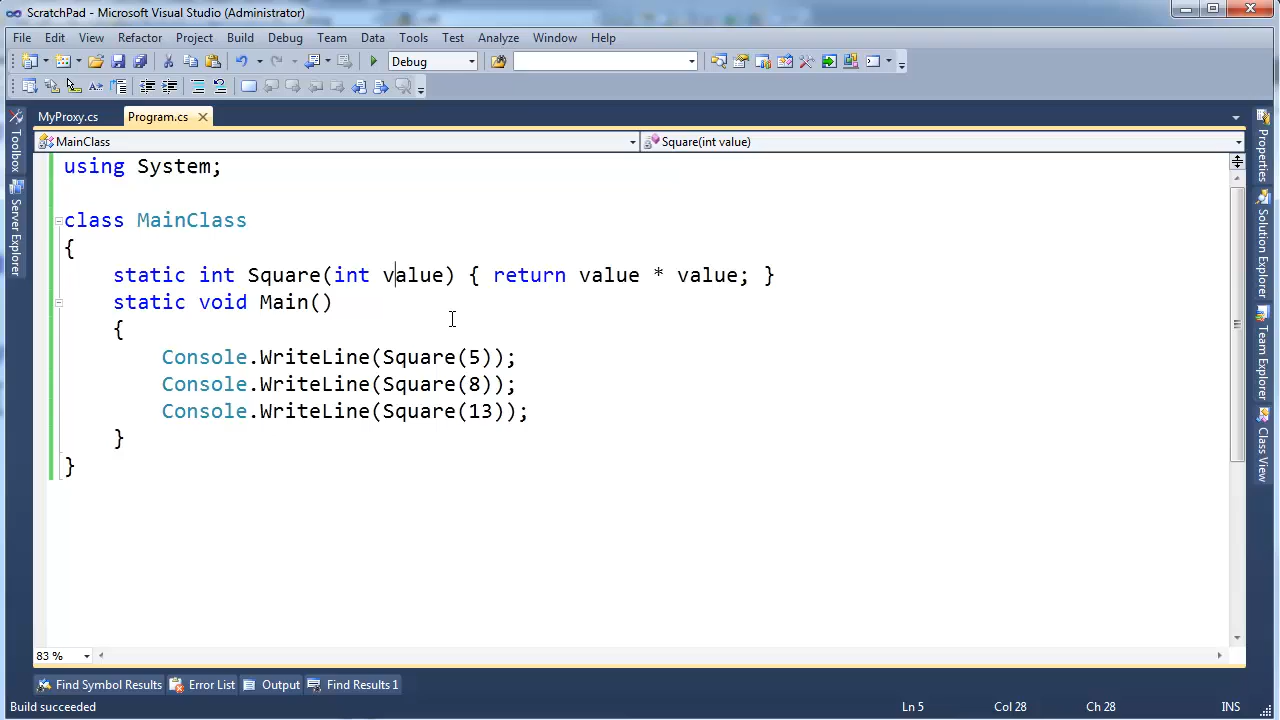 ScratchPad - Microsoft Visual Studio (Administrator)
File Edit View Refactor Project Build Debug Team Data Tools Test Analyze Window Help
Debug
MyProxy.cs Program.cs
MainClass Square(int value)
using System;
class MainClass
{
static int Square(int value) { return value * value; }
static void Main()
{
Console.WriteLine(Square(5));
Console.WriteLine(Square(8));
Console.WriteLine(Square(13));
}
}
Toolbox
Server Explorer
Properties
Solution Explorer
Team Explorer
Class View
83 %
Find Symbol Results Error List Output Find Results 1
Build succeeded Ln 5 Col 28 Ch 28 INS